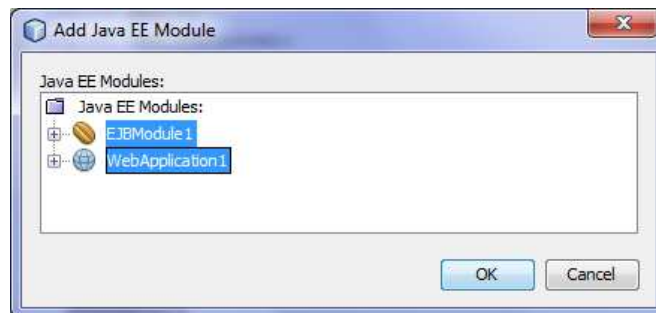 Add Java EE Module
Java EE Modules:
Java EE Modules:
EJBModule1
WebApplication1
OK
Cancel